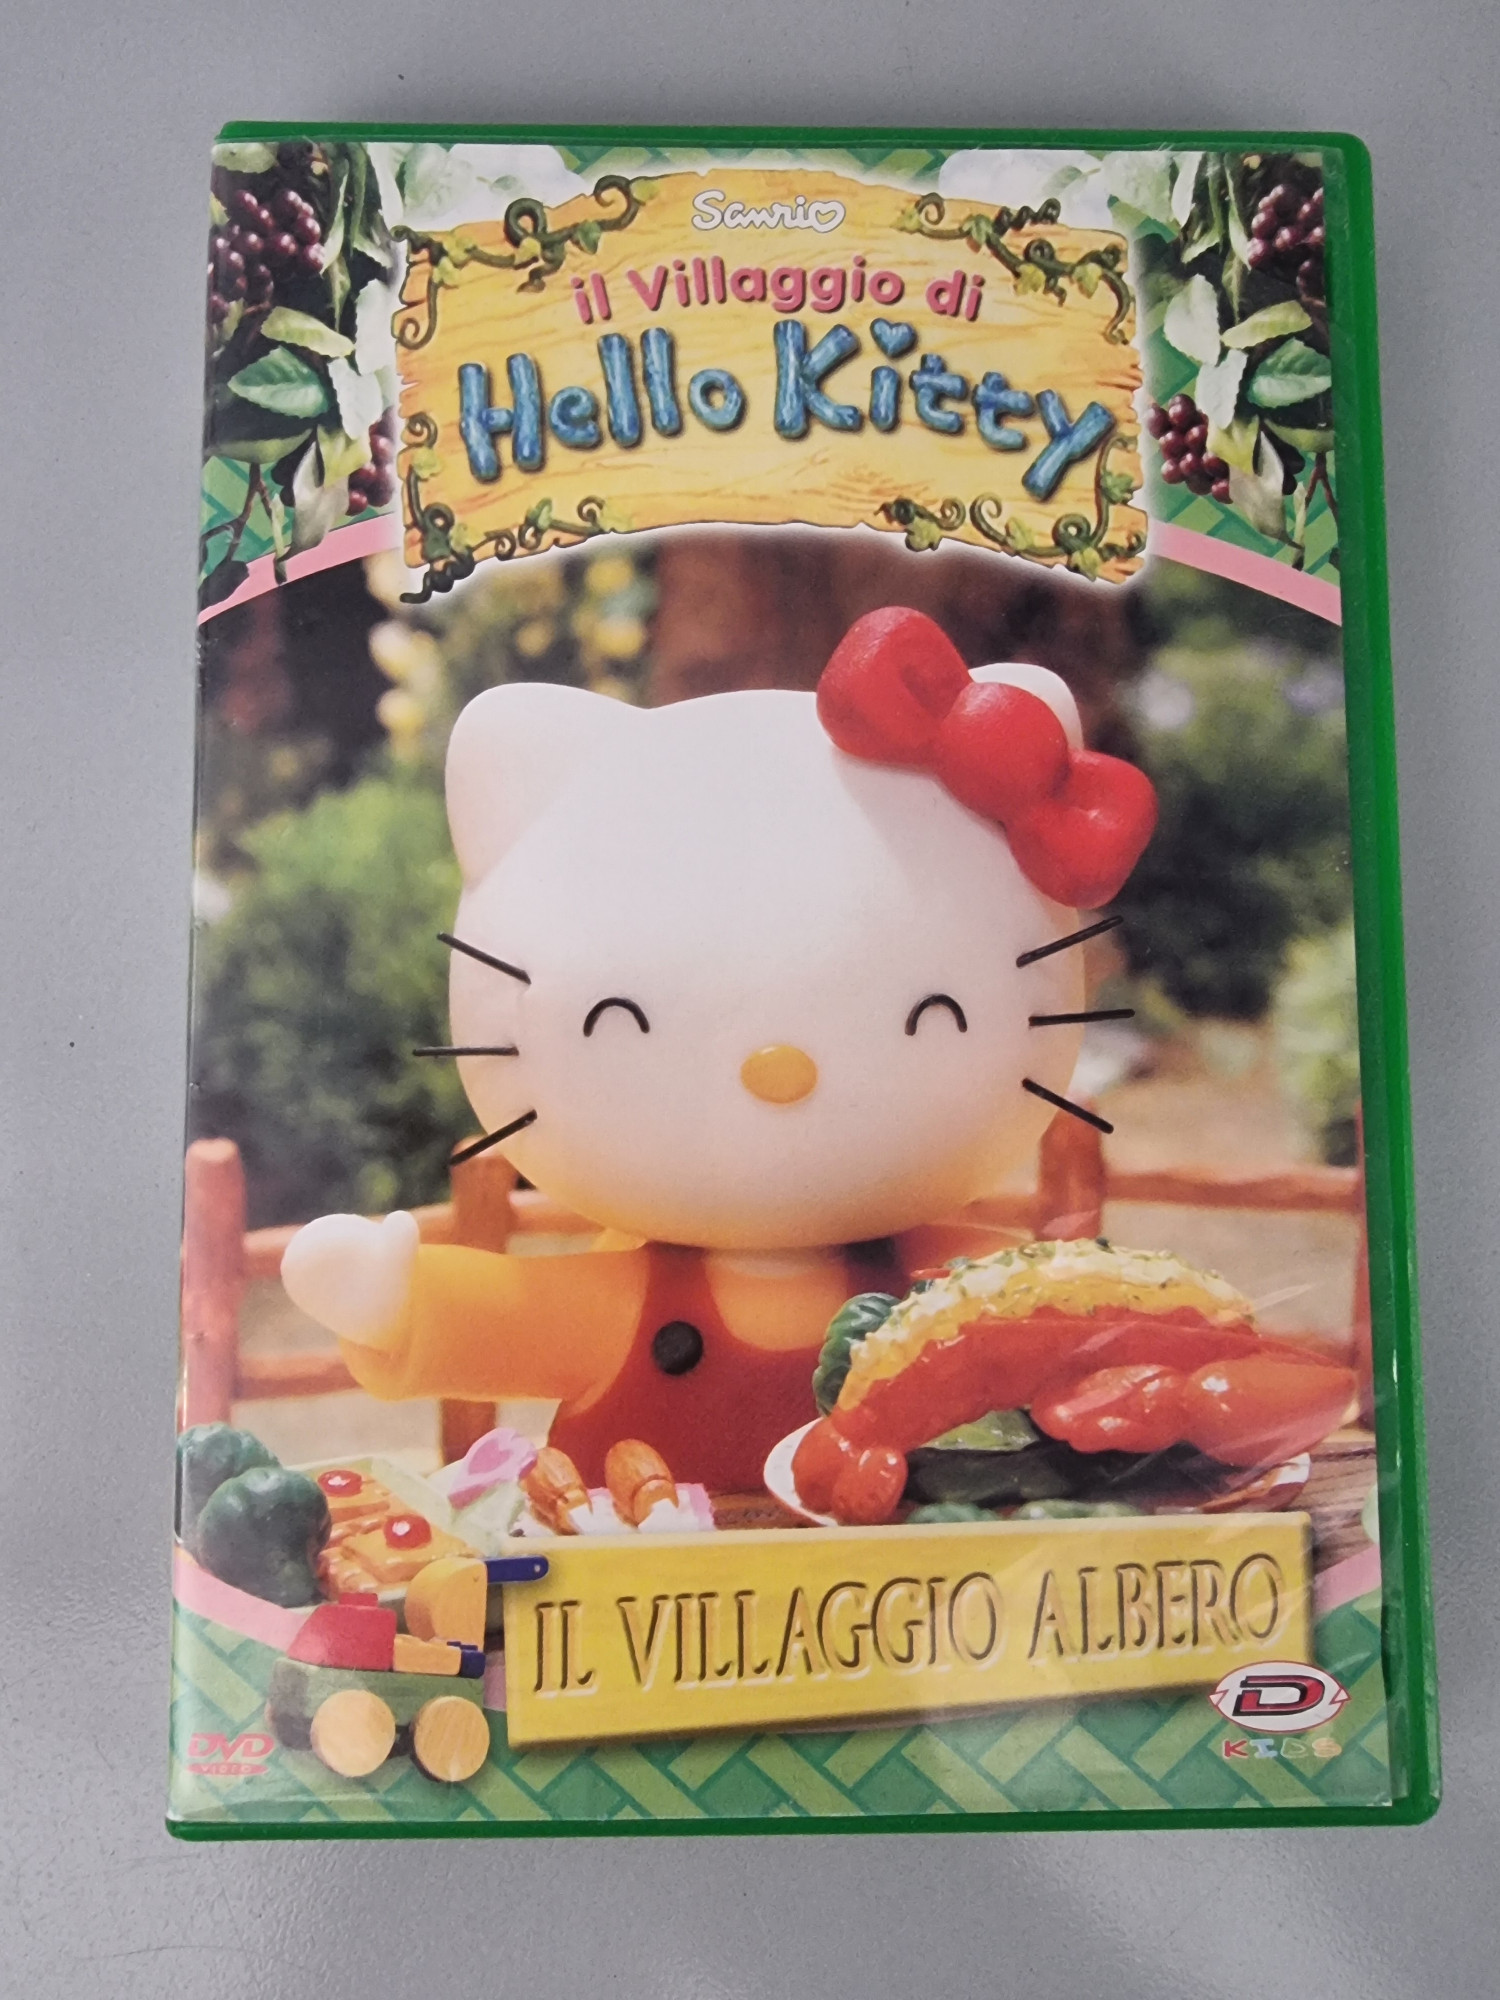 Sanrio
il Villaggio di
Hello Kitty
IL VILLAGGIO ALBERO
D
KIDS
DVD
VIDEO